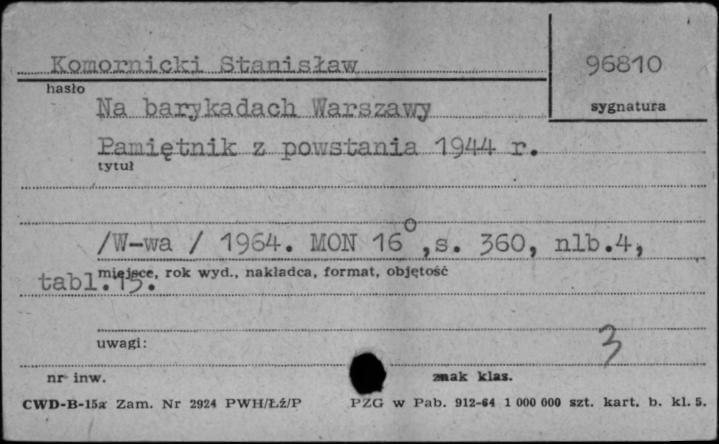 Komornicki Stanisław 96810
hasło sygnatura
Na barykadach Warszawy
Pamiętnik z powstania 1944 r.
tytuł
/W-wa / 1964. MON 16°,s. 360, nlb.4,
miejsce, rok wyd., nakładca, format, objętość
tabl.15.
uwagi: 3
nr inw. znak klas.
CWD-B-15a Zam. Nr 2924 PWH/Łź/P PZG w Pab. 912-64 1 000 000 szt. kart. b. kl. 5.